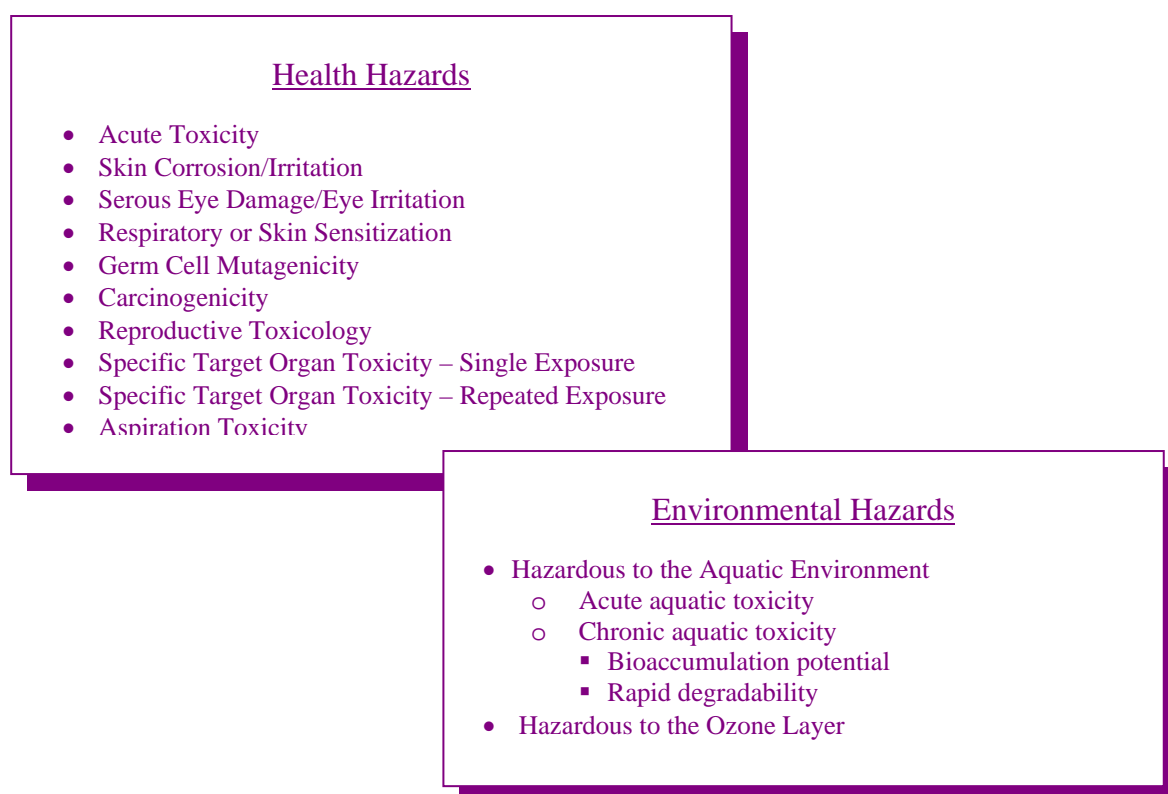 Health Hazards
• Acute Toxicity
• Skin Corrosion/Irritation
• Serous Eye Damage/Eye Irritation
• Respiratory or Skin Sensitization
• Germ Cell Mutagenicity
• Carcinogenicity
• Reproductive Toxicology
• Specific Target Organ Toxicity – Single Exposure
• Specific Target Organ Toxicity – Repeated Exposure
• Aspiration Toxicity
Environmental Hazards
• Hazardous to the Aquatic Environment
o Acute aquatic toxicity
o Chronic aquatic toxicity
▪ Bioaccumulation potential
▪ Rapid degradability
• Hazardous to the Ozone Layer